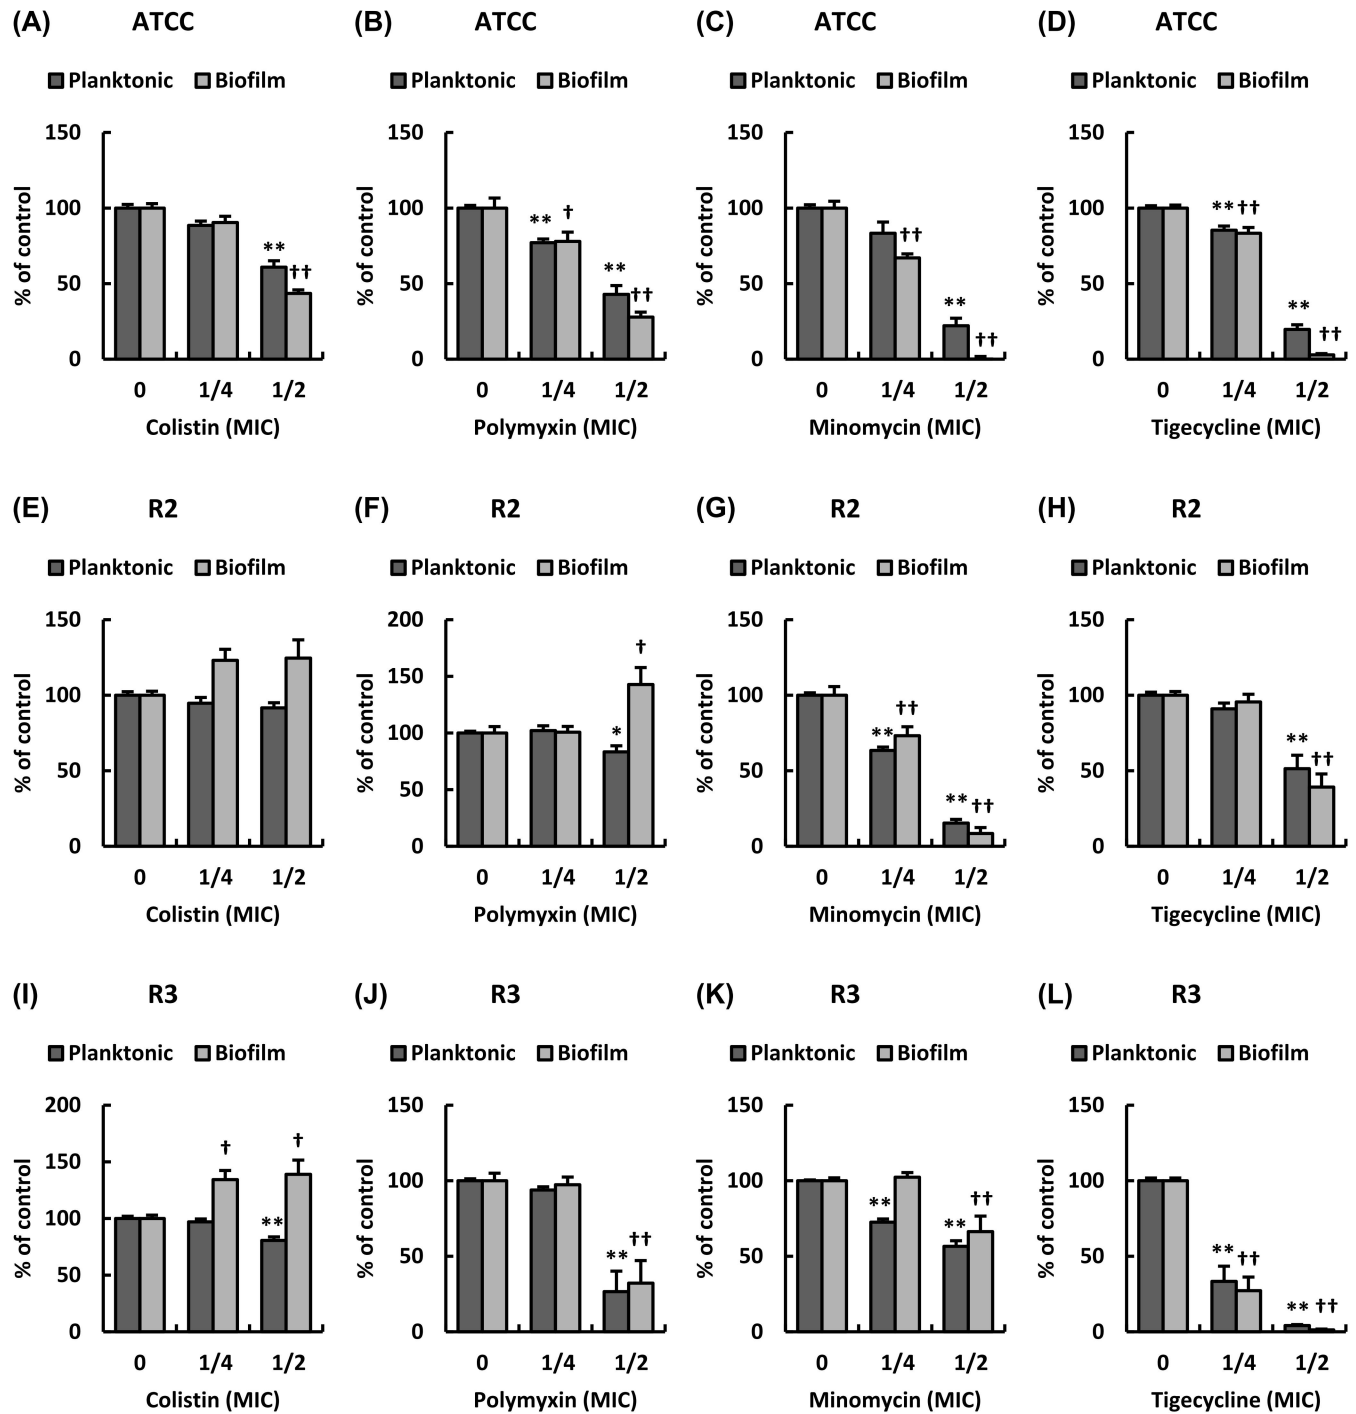 (A) ATCC
Planktonic Biofilm
150
**
††
100
50
0
% of control
0 1/4 1/2
Colistin (MIC)
(B) ATCC
Planktonic Biofilm
150
** †
**
††
100
50
0
% of control
0 1/4 1/2
Polymyxin (MIC)
(C) ATCC
Planktonic Biofilm
150
††
**
††
100
50
0
% of control
0 1/4 1/2
Minomycin (MIC)
(D) ATCC
Planktonic Biofilm
150
** ††
**
††
100
50
0
% of control
0 1/4 1/2
Tigecycline (MIC)
(E) R2
Planktonic Biofilm
150
100
50
0
% of control
0 1/4 1/2
Colistin (MIC)
(F) R2
Planktonic Biofilm
200
150
†
*
100
50
0
% of control
0 1/4 1/2
Polymyxin (MIC)
(G) R2
Planktonic Biofilm
150
** ††
** ††
100
50
0
% of control
0 1/4 1/2
Minomycin (MIC)
(H) R2
Planktonic Biofilm
150
** ††
100
50
0
% of control
0 1/4 1/2
Tigecycline (MIC)
(I) R3
Planktonic Biofilm
200
150
†
**
†
100
50
0
% of control
0 1/4 1/2
Colistin (MIC)
(J) R3
Planktonic Biofilm
150
** ††
100
50
0
% of control
0 1/4 1/2
Polymyxin (MIC)
(K) R3
Planktonic Biofilm
150
**
** ††
100
50
0
% of control
0 1/4 1/2
Minomycin (MIC)
(L) R3
Planktonic Biofilm
150
** ††
** ††
100
50
0
% of control
0 1/4 1/2
Tigecycline (MIC)